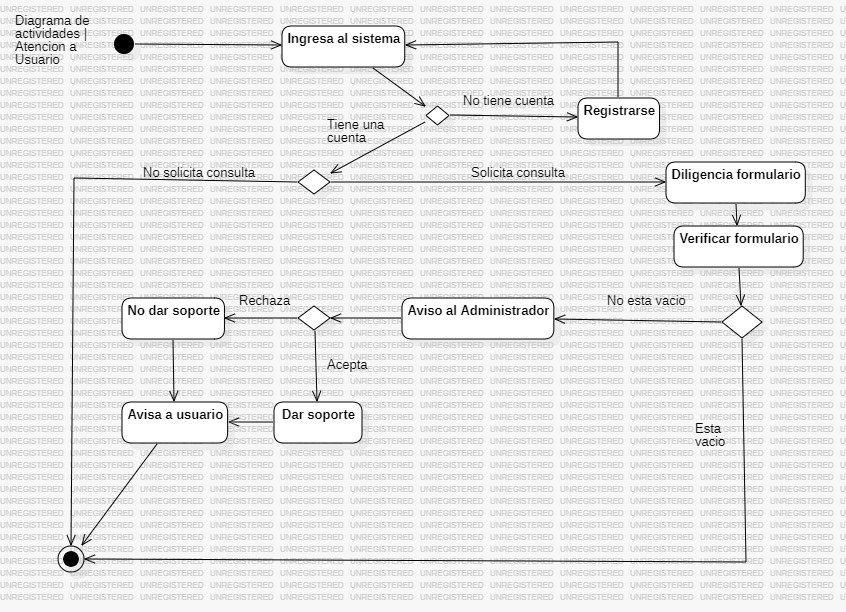 Diagrama de
actividades |
Atencion a
Usuario
Ingresa al sistema
No tiene cuenta
Registrarse
Tiene una
cuenta
No solicita consulta
Solicita consulta
Diligencia formulario
Verificar formulario
No dar soporte
Rechaza
Aviso al Administrador
No esta vacio
Acepta
Avisa a usuario
Dar soporte
Esta
vacio
UNREGISTERED